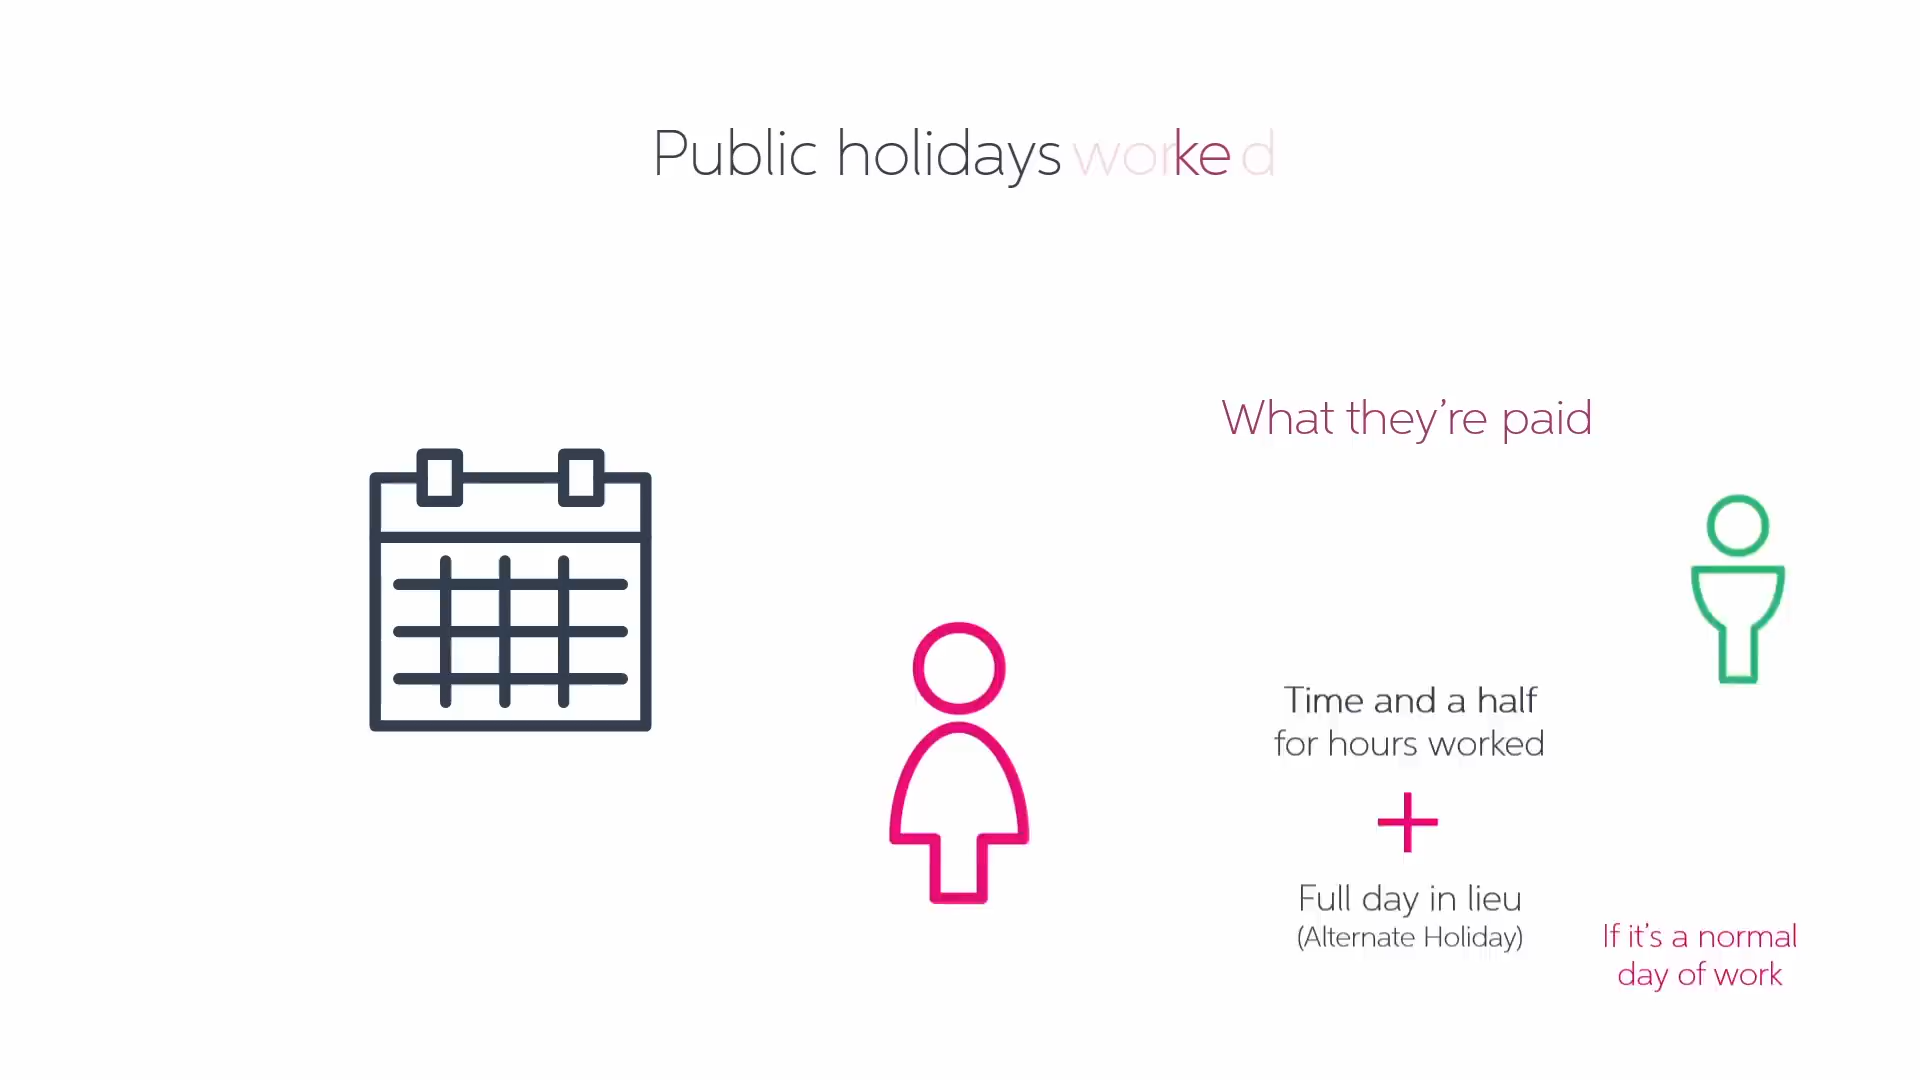 Public holidays worked
What they're paid
Time and a half
for hours worked
+
Full day in lieu
(Alternate Holiday)
If it's a normal
day of work